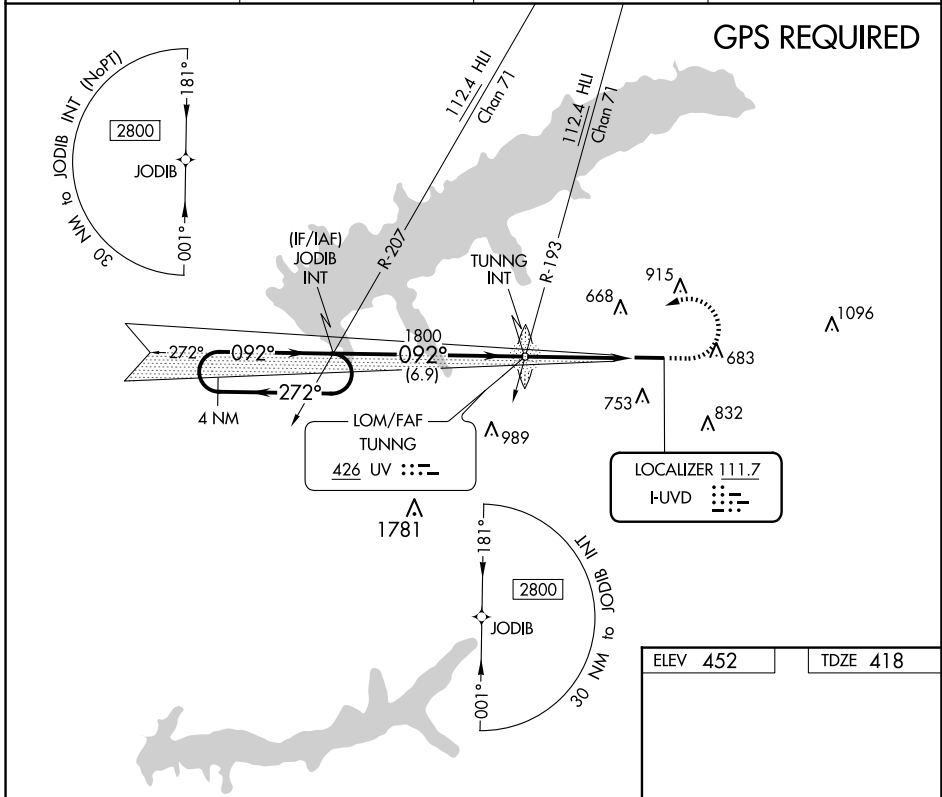 GPS REQUIRED
30 NM to JODIB INT (NoPT)
181°
2800
JODIB
001°
112.4 HLI
Chan 71
112.4 HLI
Chan 71
R-207
R-193
(IF/IAF)
JODIB
INT
TUNNG
INT
915
668
1096
1800
272°
092°
092°
683
(6.9)
272°
4 NM
753
832
989
LOM/FAF
TUNNG
426 UV
LOCALIZER 111.7
I-UVD
1781
181°
2800
JODIB
001°
30 NM to JODIB INT
ELEV 452
TDZE 418